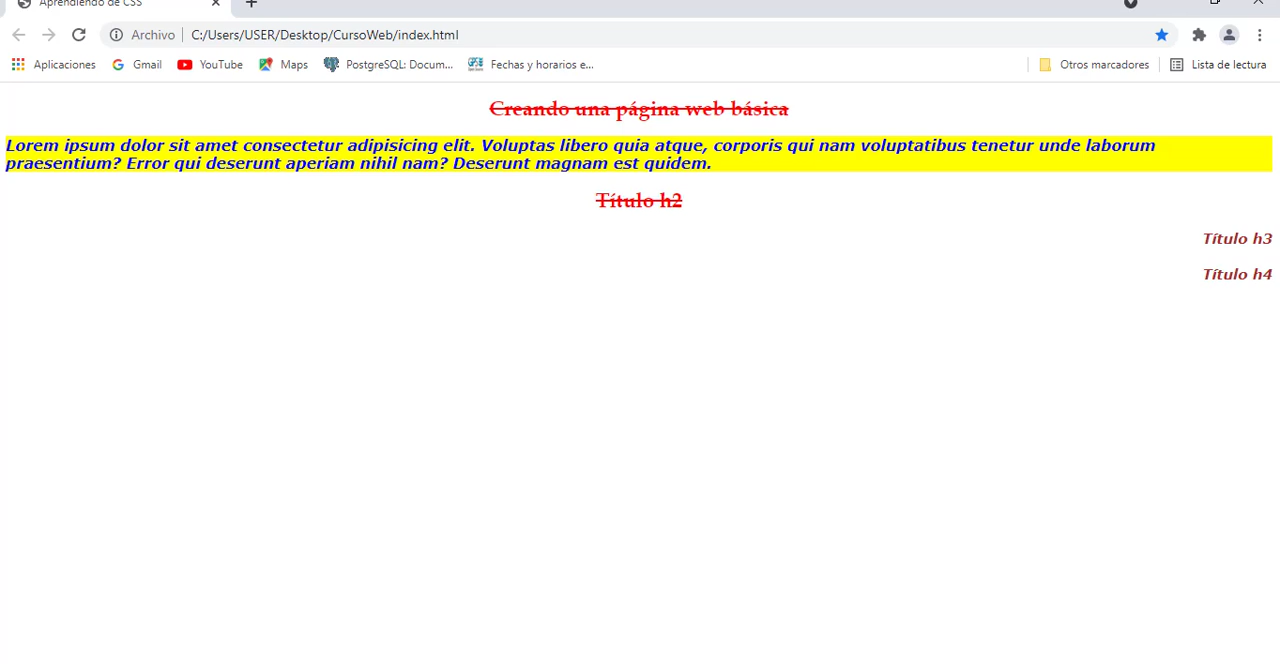 Aprendiendo de CSS
Archivo C:/Users/USER/Desktop/CursoWeb/index.html
Aplicaciones Gmail YouTube Maps PostgreSQL: Docum... Fechas y horarios e... Otros marcadores Lista de lectura
Creando una página web básica
Lorem ipsum dolor sit amet consectetur adipisicing elit. Voluptas libero quia atque, corporis qui nam voluptatibus tenetur unde laborum
praesentium? Error qui deserunt aperiam nihil nam? Deserunt magnam est quidem.
Título h2
Título h3
Título h4